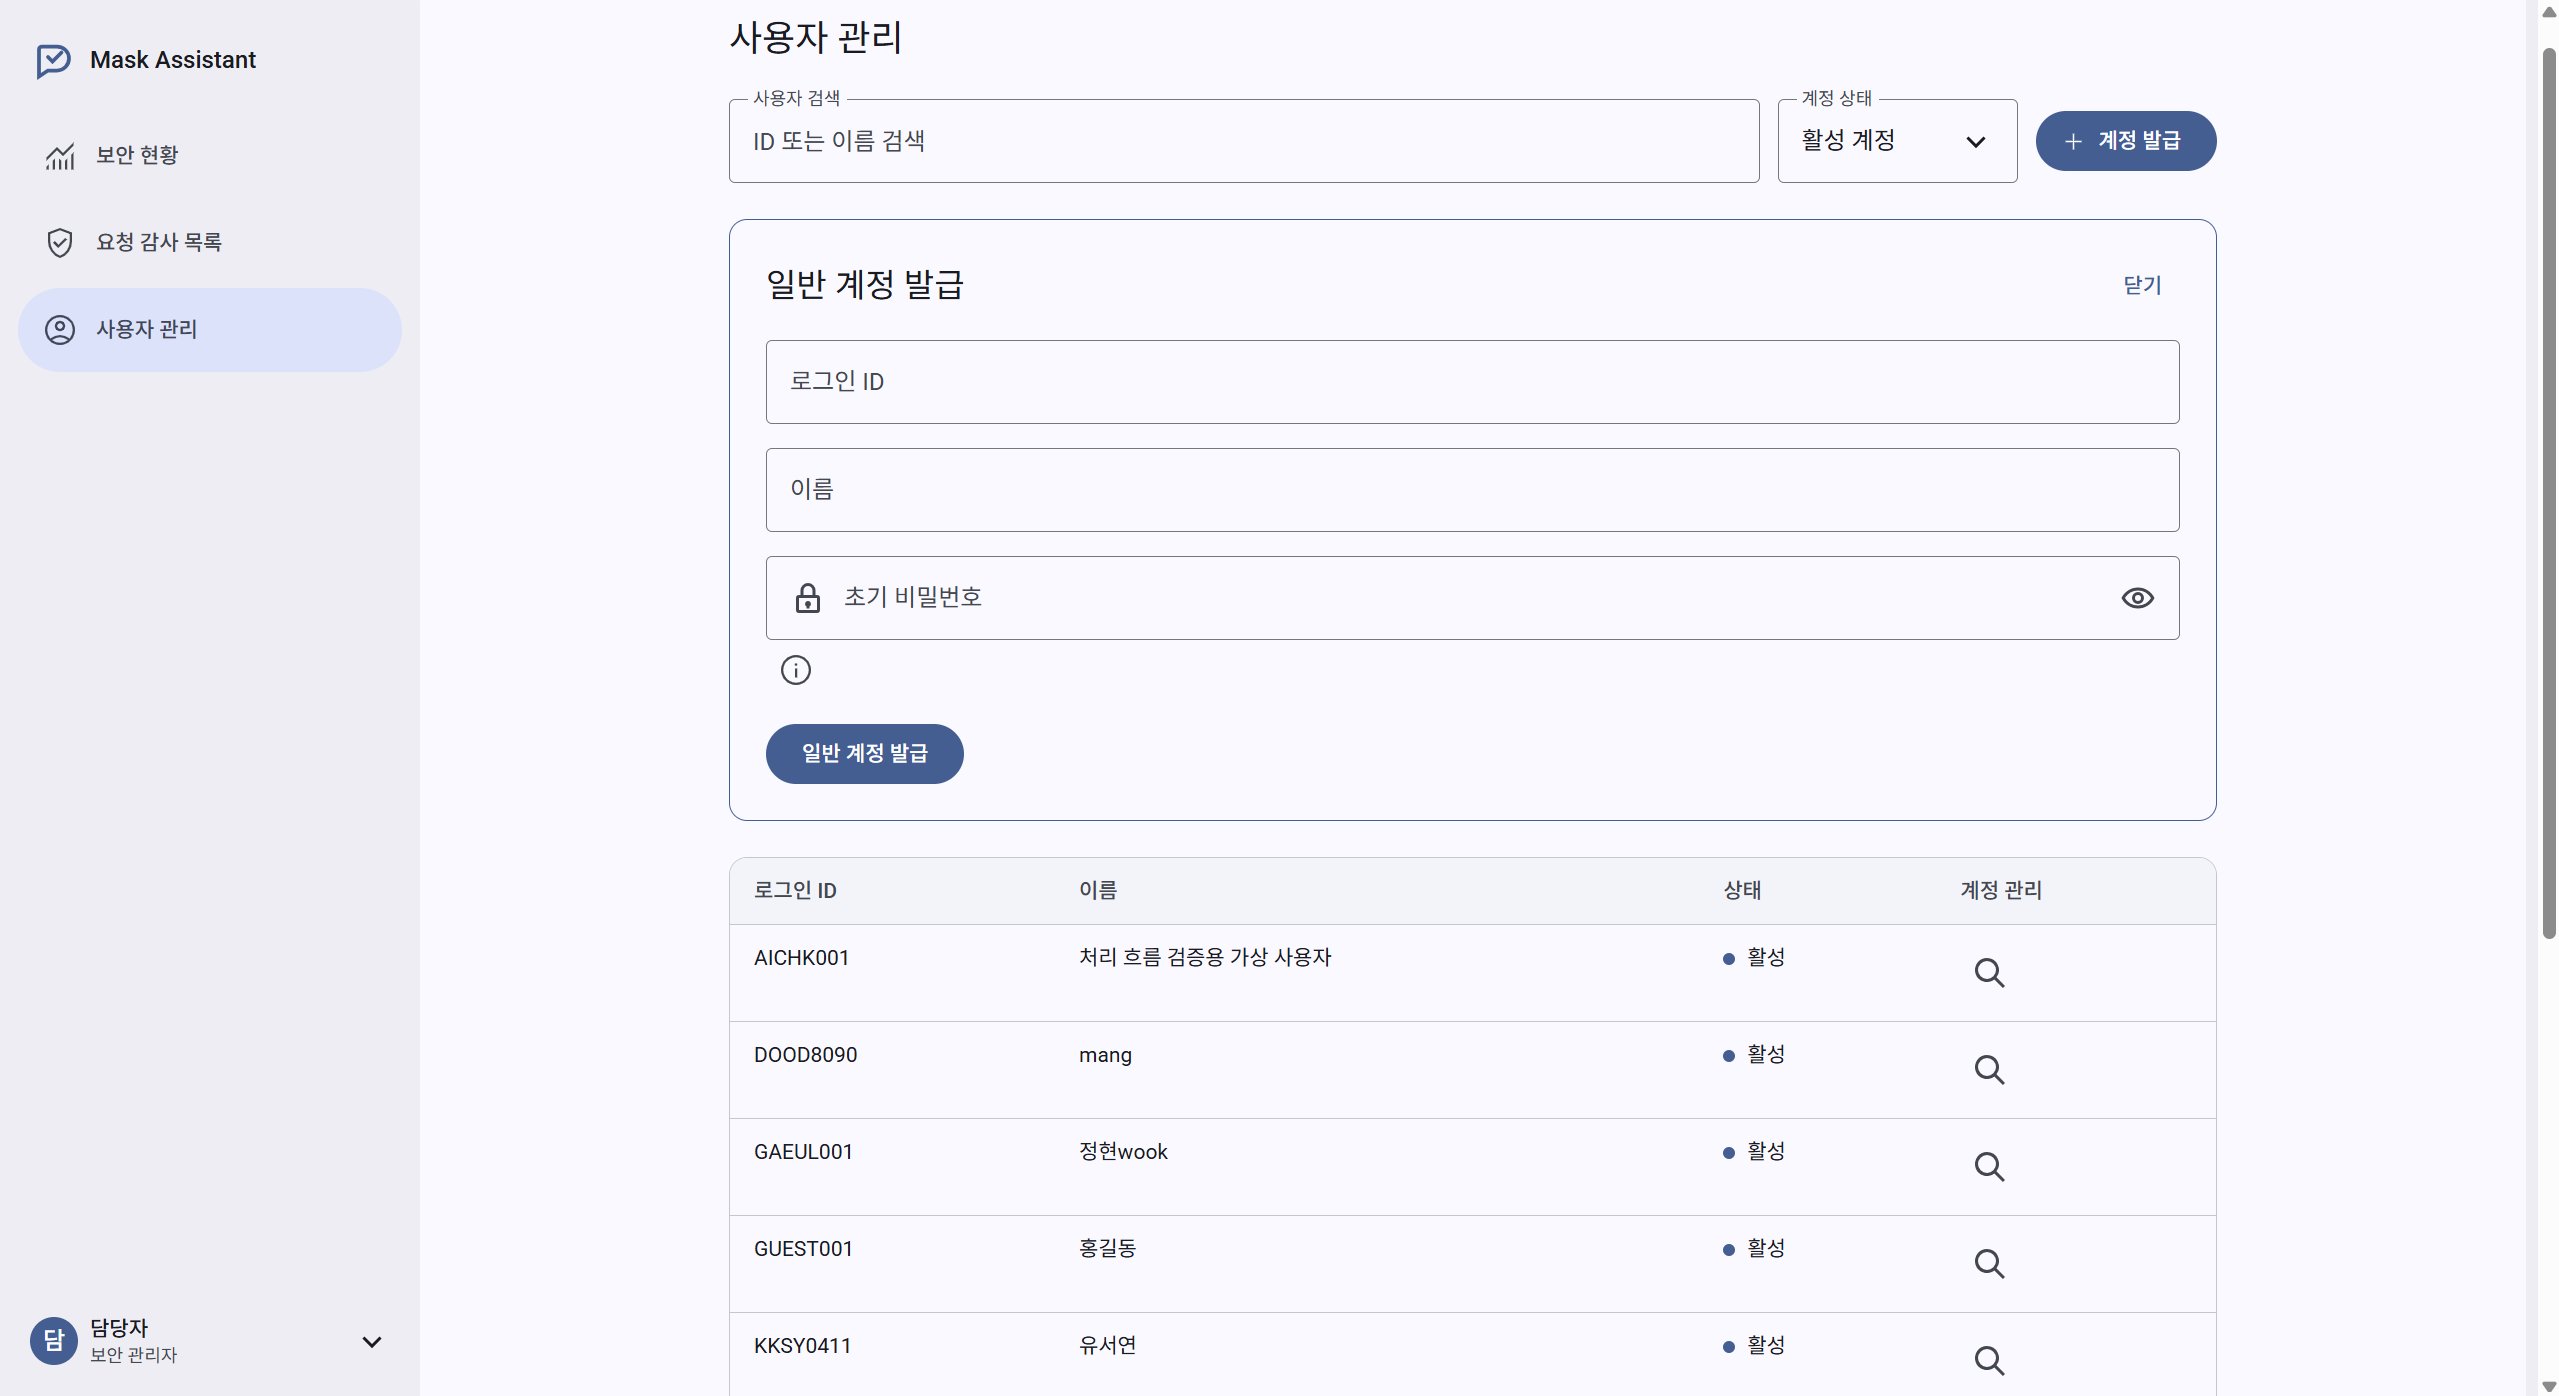 Mask Assistant
보안 현황
요청 감사 목록
사용자 관리
담
담당자
보안 관리자
사용자 관리
사용자 검색
ID 또는 이름 검색
계정 상태
활성 계정
계정 발급
일반 계정 발급
닫기
로그인 ID
이름
초기 비밀번호
일반 계정 발급
로그인 ID 이름 상태 계정 관리
AICHK001 처리 흐름 검증용 가상 사용자 활성
DOOD8090 mang 활성
GAEUL001 정현wook 활성
GUEST001 홍길동 활성
KKSY0411 유서연 활성